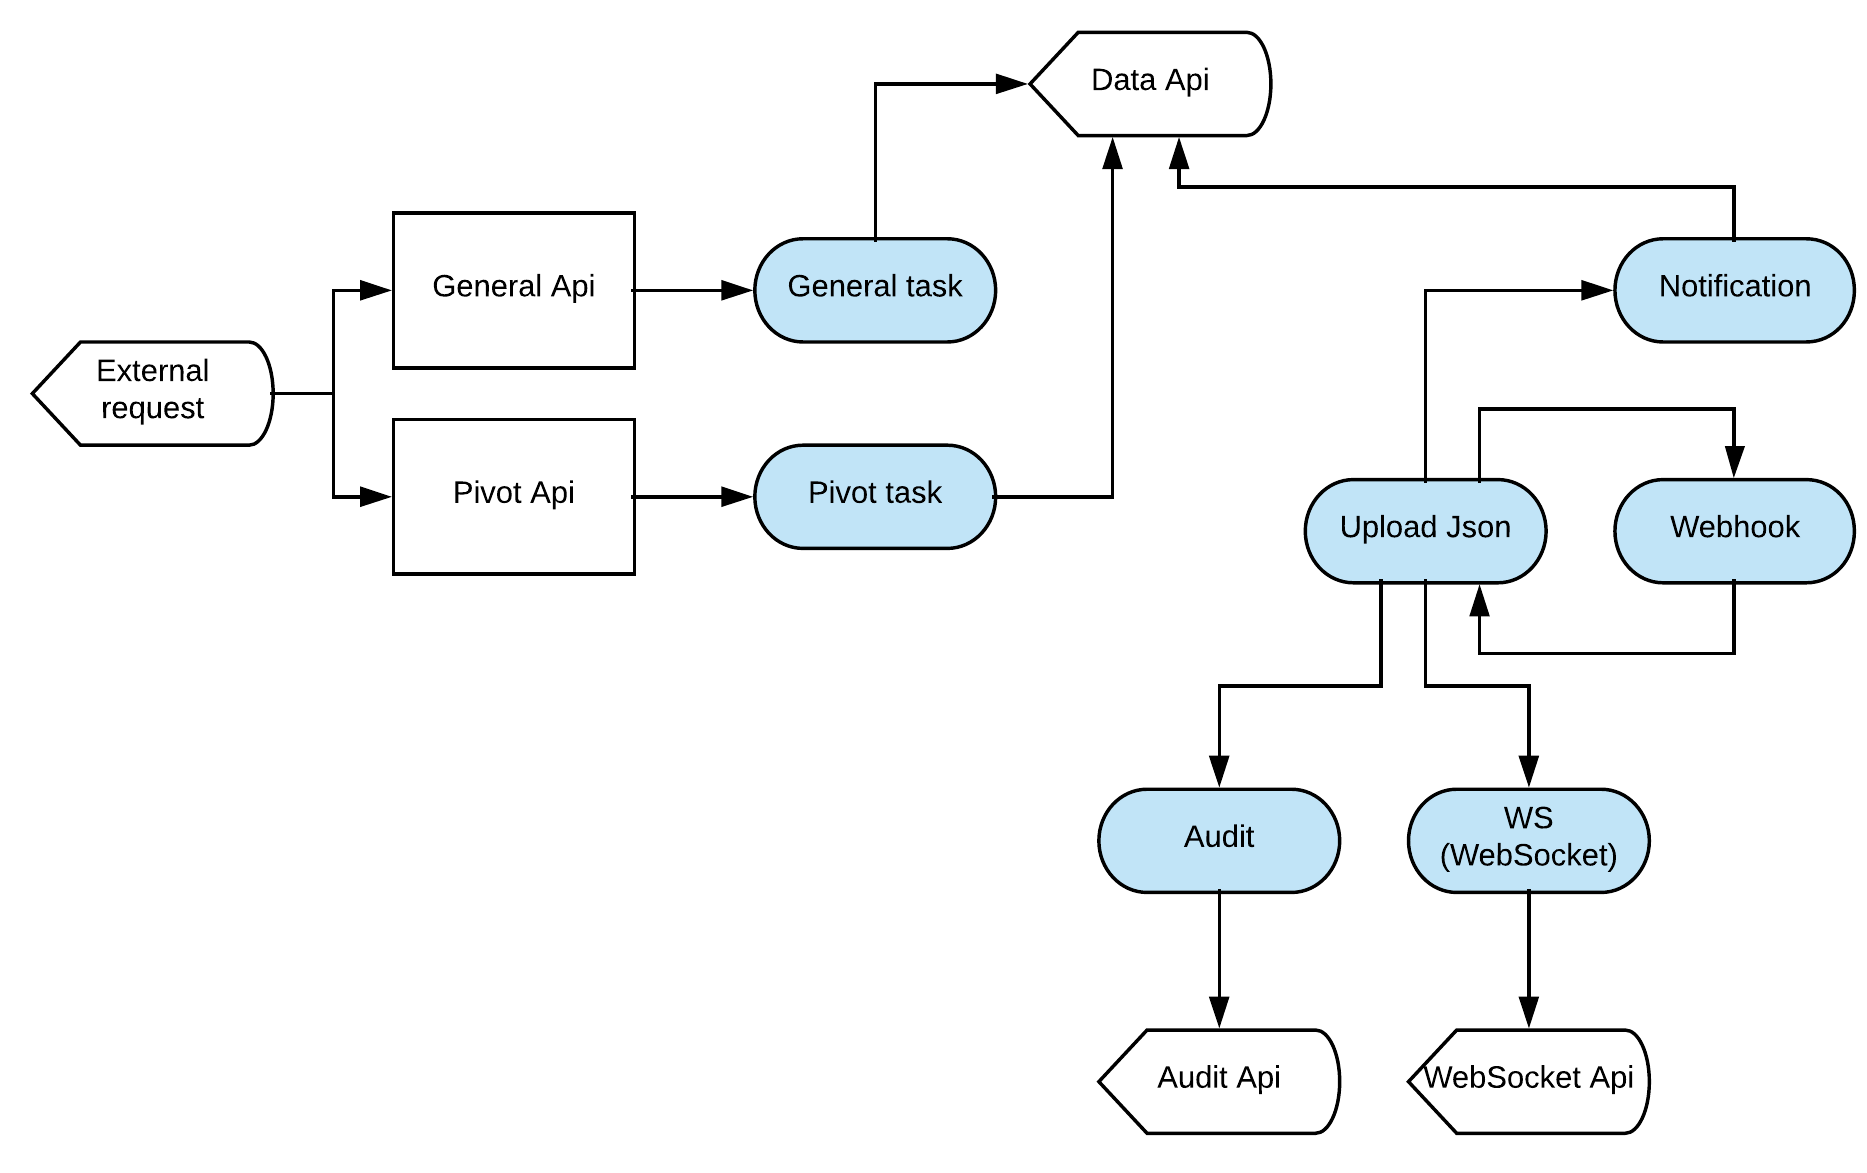 Data Api
General Api
General task
Notification
External
request
Pivot Api
Pivot task
Upload Json
Webhook
Audit
WS
(WebSocket)
Audit Api
WebSocket Api